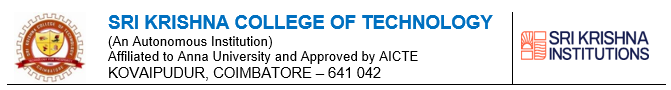 SRI KRISHNA COLLEGE OF TECHNOLOGY
(An Autonomous Institution)
Affiliated to Anna University and Approved by AICTE
KOVAIPUDUR, COIMBATORE – 641 042
SRI KRISHNA
INSTITUTIONS